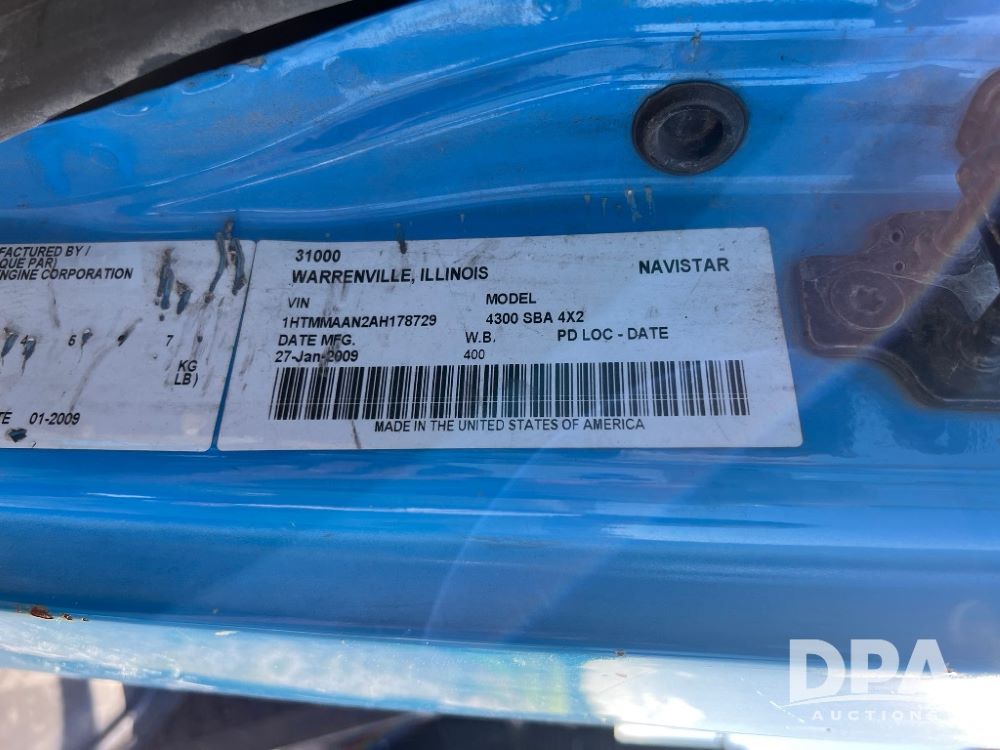 FACTURED BY /
QUE PAR)
NGINE CORPORATION
4 6 7
KG
LB)
TE 01-2009
31000
WARRENVILLE, ILLINOIS NAVISTAR
VIN MODEL
1HTMMAAN2AH178729 4300 SBA 4X2
DATE MFG. W.B. PD LOC - DATE
27-Jan-2009 400
MADE IN THE UNITED STATES OF AMERICA
DPA
AUCTIONS